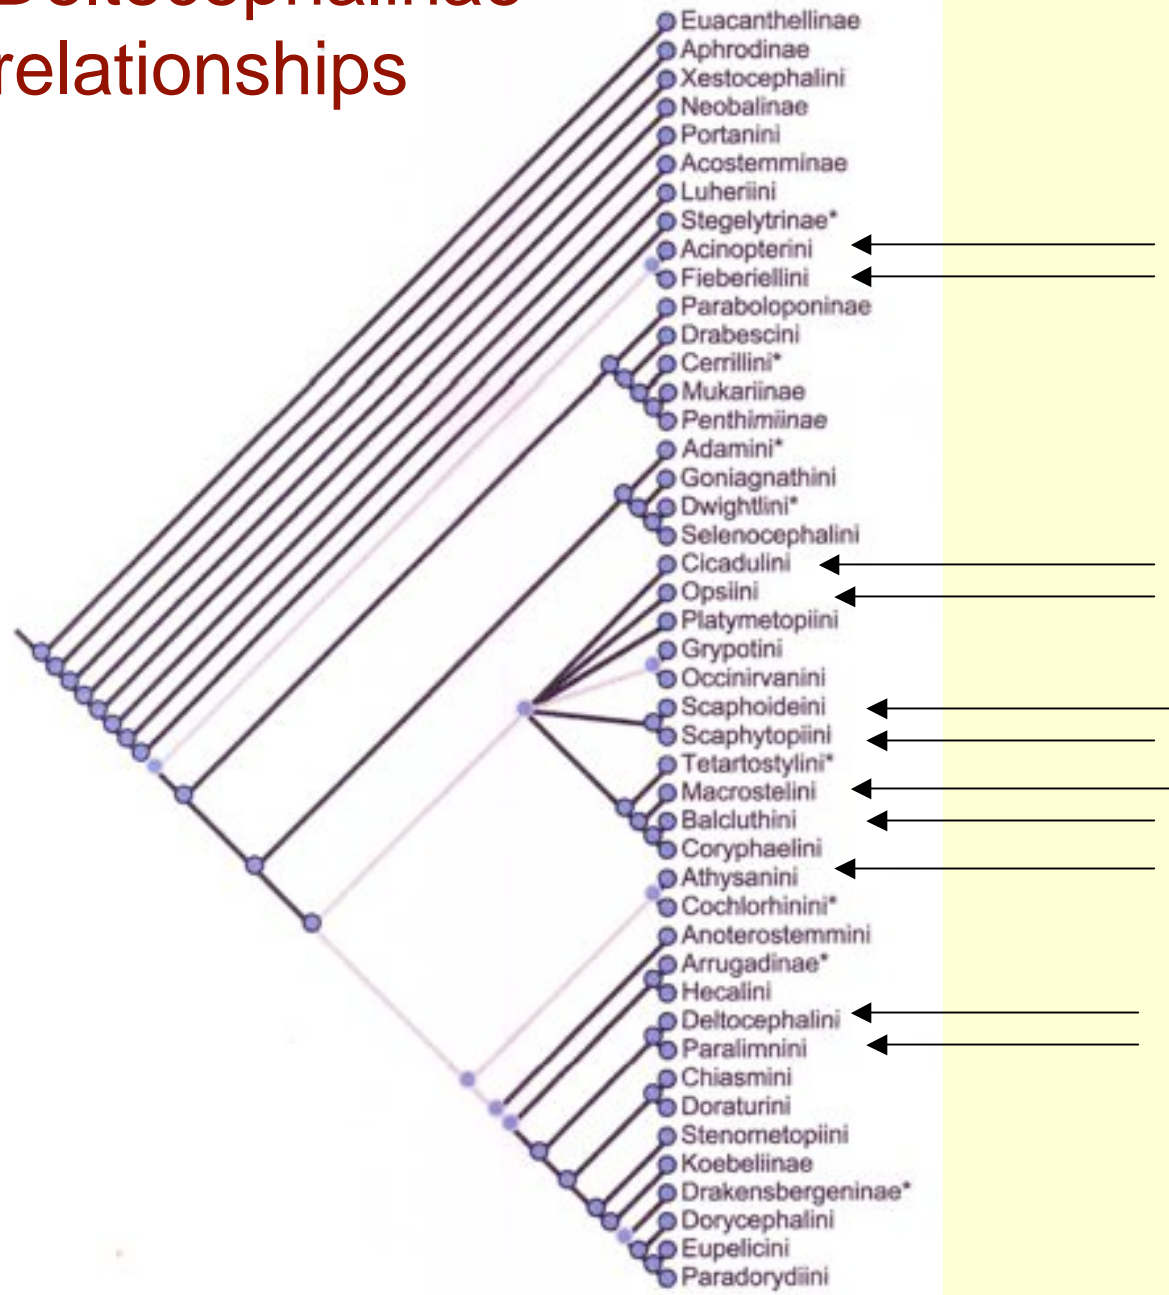 relationships
Euacanthellinae
Aphrodinae
Xestocephalini
Neobalinae
Portanini
Acostemminae
Luheriini
Stegelytrinae*
Acinopterini
Fieberiellini
Paraboloponinae
Drabescini
Cerrillini*
Mukariinae
Penthimiinae
Adamini*
Goniagnathini
Dwightlini*
Selenocephalini
Cicadulini
Opsiini
Platymetopiini
Grypotini
Occinirvanini
Scaphoideini
Scaphytopiini
Tetartostylini*
Macrostelini
Balcluthini
Coryphaelini
Athysanini
Cochlorhinini*
Anoterostemmini
Arrugadinae*
Hecalini
Deltocephalini
Paralimnini
Chiasmini
Doraturini
Stenometopiini
Koebeliinae
Drakensbergeninae*
Dorycephalini
Eupelicini
Paradorydiini